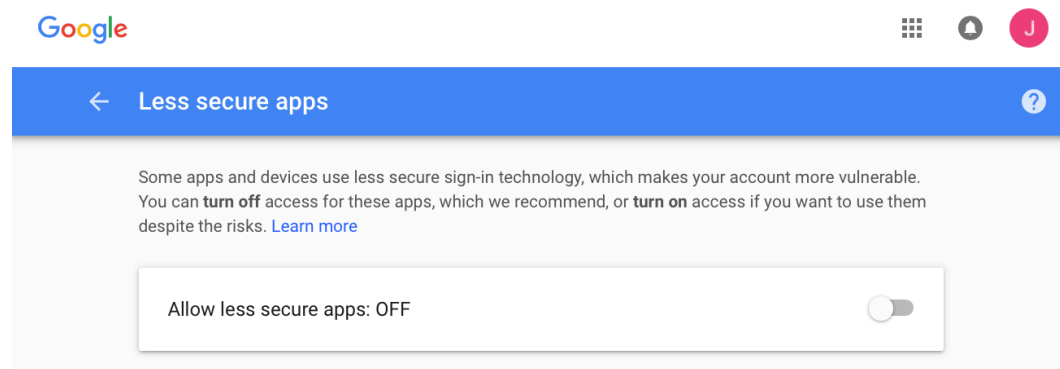 Google
J
Less secure apps
?
Some apps and devices use less secure sign-in technology, which makes your account more vulnerable.
You can turn off access for these apps, which we recommend, or turn on access if you want to use them
despite the risks. Learn more
Allow less secure apps: OFF